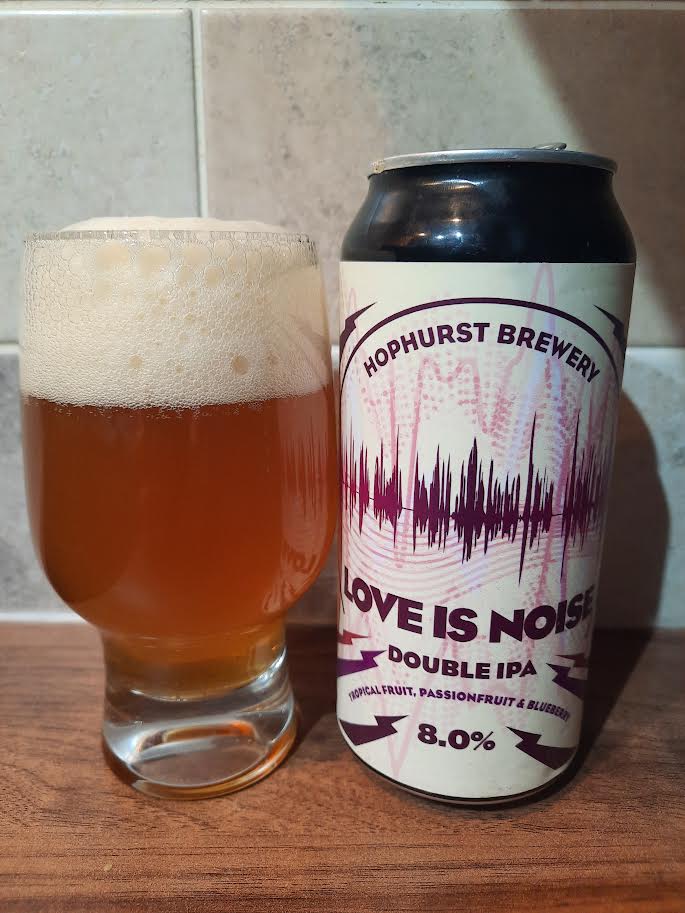 HOPHURST BREWERY
LOVE IS NOISE
DOUBLE IPA
TROPICAL FRUIT, PASSIONFRUIT & BLUEBERRY
8.0%